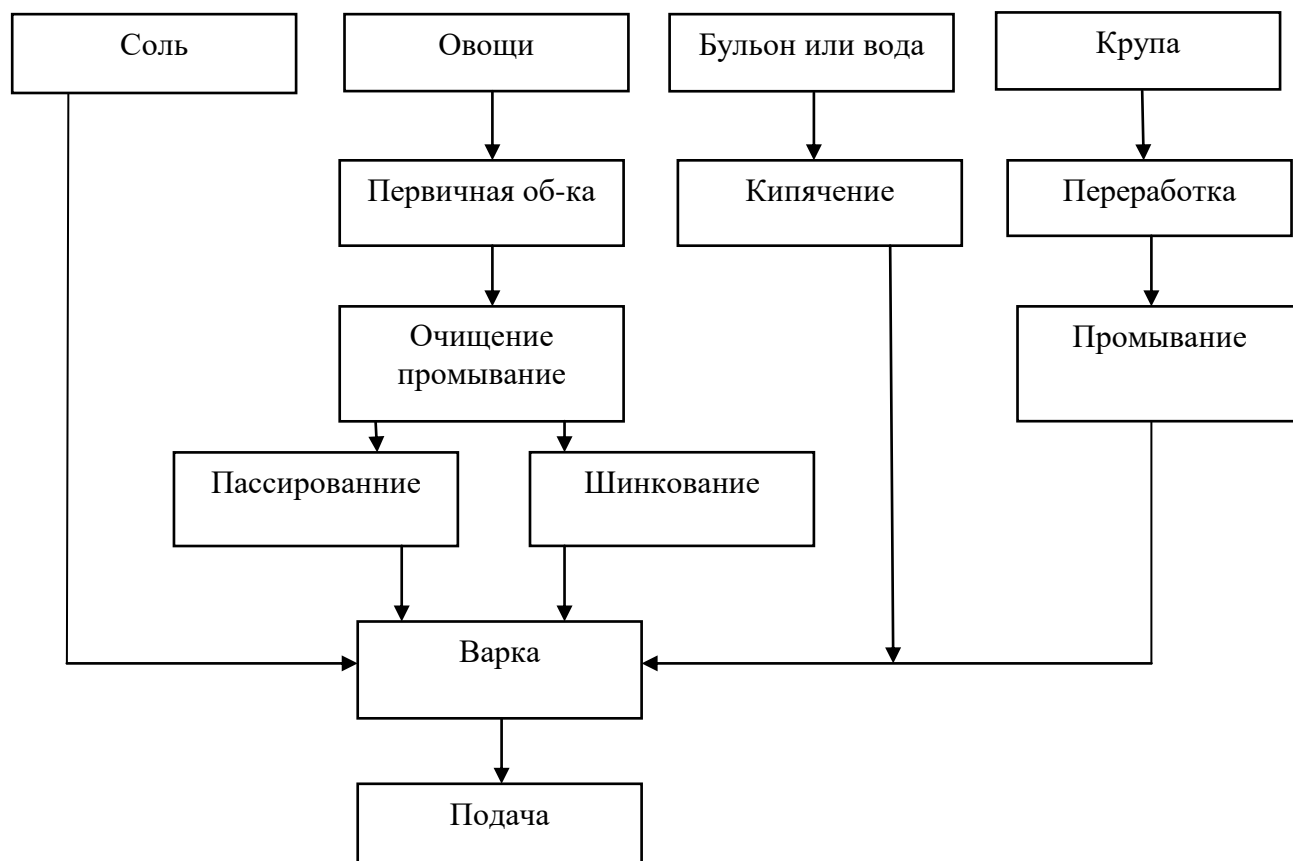 Соль
Овощи
Бульон или вода
Крупа
Первичная об-ка
Кипячение
Переработка
Очищение
промывание
Промывание
Пассированние
Шинкование
Варка
Подача